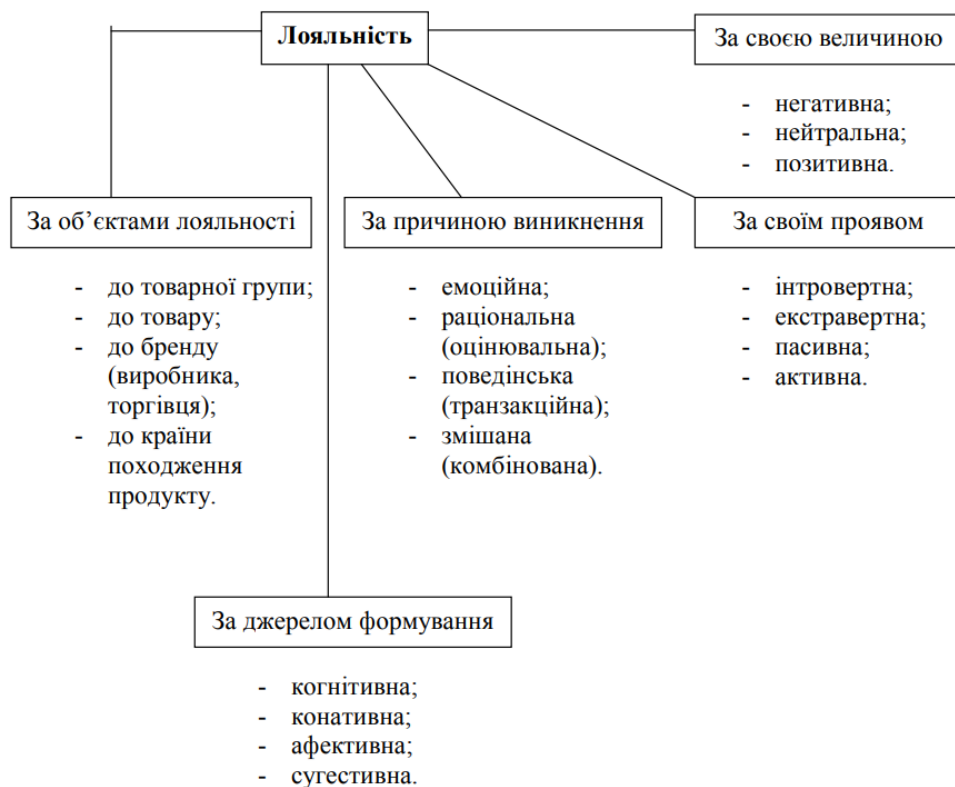 Лояльність
За своєю величиною
- негативна;
- нейтральна;
- позитивна.
За об’єктами лояльності
- до товарної групи;
- до товару;
- до бренду
(виробника,
торгівця);
- до країни
походження
продукту.
За причиною виникнення
- емоційна;
- раціональна
(оцінювальна);
- поведінська
(транзакційна);
- змішана
(комбінована).
За своїм проявом
- інтровертна;
- екстравертна;
- пасивна;
- активна.
За джерелом формування
- когнітивна;
- конативна;
- афективна;
- сугестивна.